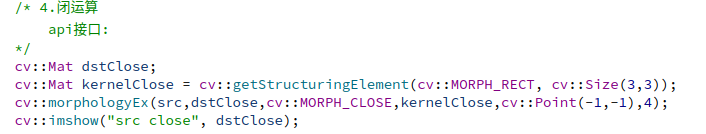 /* 4.闭运算
api接口:
*/
cv::Mat dstClose;
cv::Mat kernelClose = cv::getStructuringElement(cv::MORPH_RECT, cv::Size(3,3));
cv::morphologyEx(src,dstClose,cv::MORPH_CLOSE,kernelClose,cv::Point(-1,-1),4);
cv::imshow("src close", dstClose);